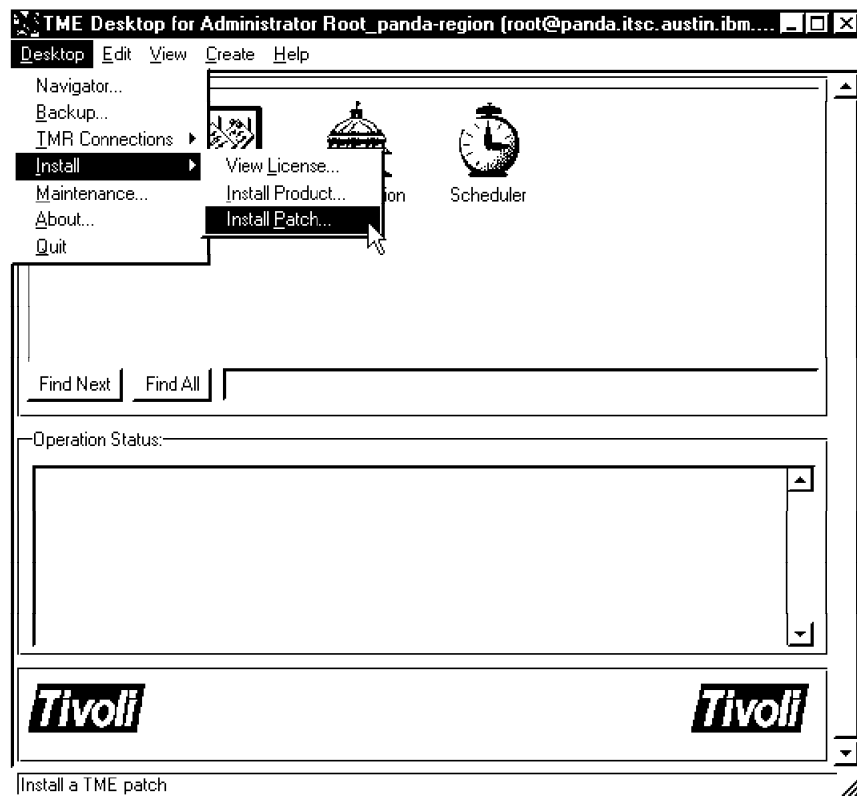 TME Desktop for Administrator Root_panda-region (root@panda.itsc.austin.ibm....
Desktop Edit View Create Help
Navigator...
Backup...
TMR Connections
Install
Maintenance...
About...
Quit
View License...
Install Product...
Install Patch...
ion
Scheduler
Find Next Find All
Operation Status:
Tivoli Tivoli
Install a TME patch